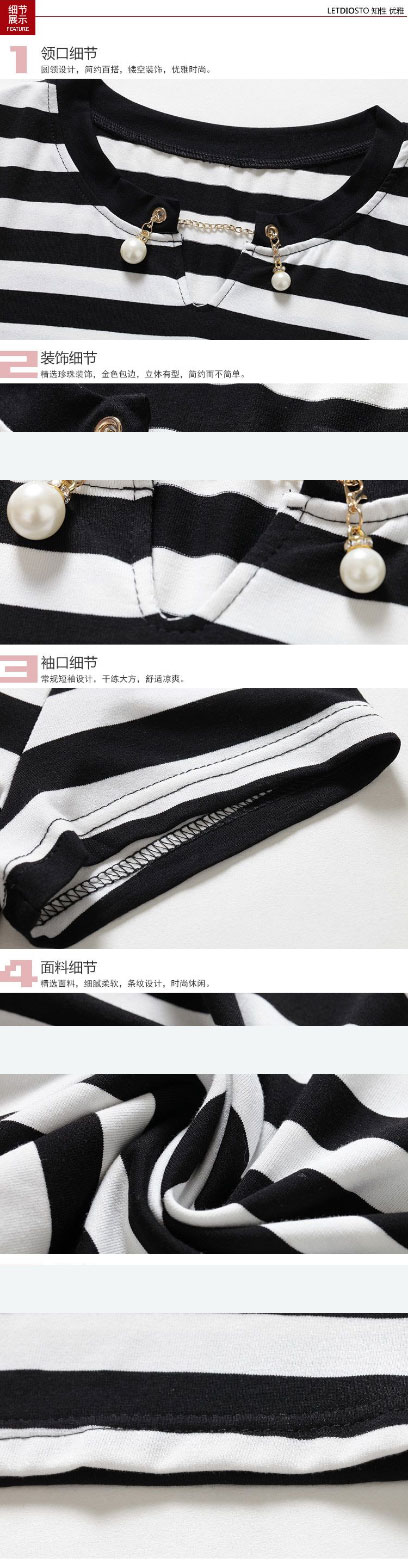 细节
展示
FEATURE
LETDIOSTO 知性 优雅
1
领口细节
圆领设计，简约百搭，镂空装饰，优雅时尚。
2
装饰细节
精选珍珠装饰，金色包边，立体有型，简约而不简单。
3
袖口细节
常规短袖设计，干练大方，舒适凉爽。
4
面料细节
精选面料，细腻柔软，条纹设计，时尚休闲。